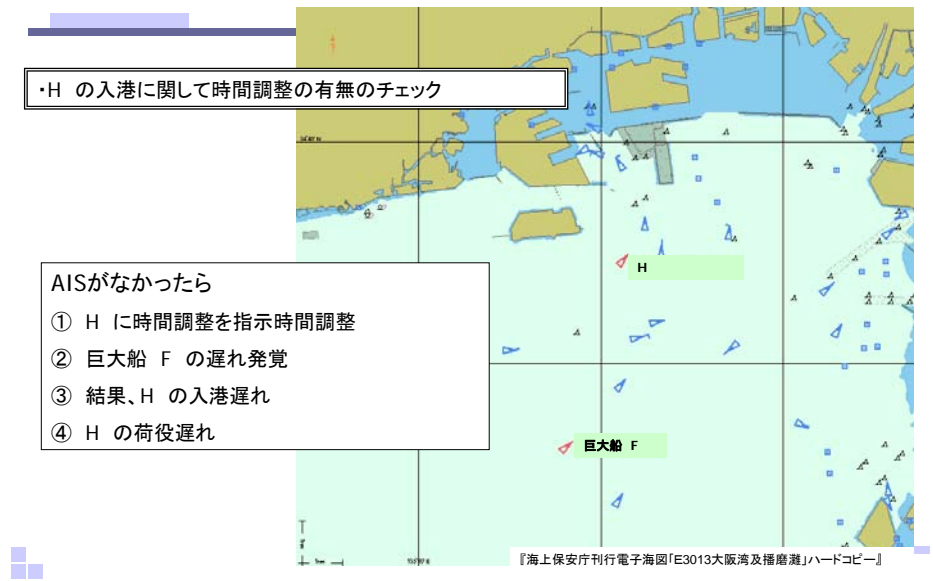 ・H の入港に関して時間調整の有無のチェック
AISがなかったら
① H に時間調整を指示時間調整
② 巨大船 F の遅れ発覚
③ 結果、H の入港遅れ
④ H の荷役遅れ
H
巨大船 F
『海上保安庁刊行電子海図「E3013大阪湾及播磨灘」ハードコピー』